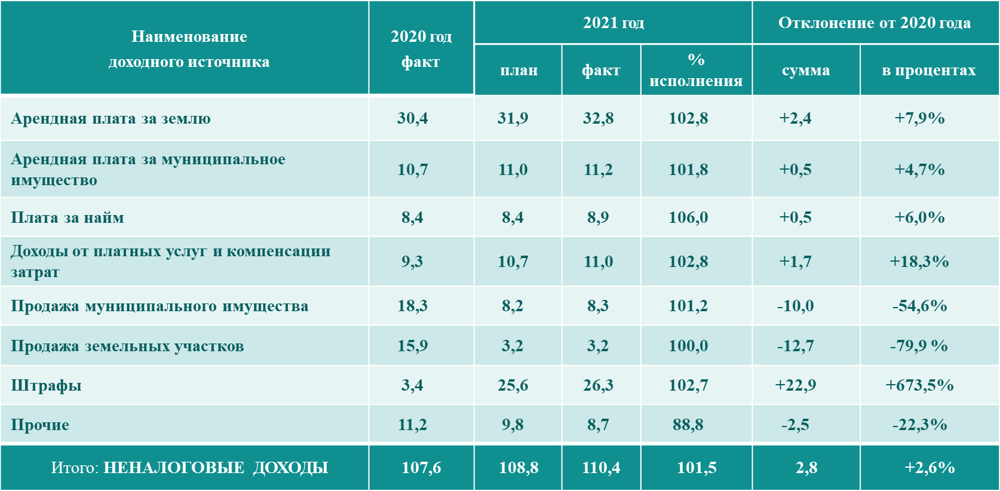 Наименование
доходного источника
2020 год
факт
2021 год
Отклонение от 2020 года
план
факт
%
исполнения
сумма
в процентах
Арендная плата за землю 30,4 31,9 32,8 102,8 +2,4 +7,9%
Арендная плата за муниципальное
имущество 10,7 11,0 11,2 101,8 +0,5 +4,7%
Плата за найм 8,4 8,4 8,9 106,0 +0,5 +6,0%
Доходы от платных услуг и компенсации
затрат 9,3 10,7 11,0 102,8 +1,7 +18,3%
Продажа муниципального имущества 18,3 8,2 8,3 101,2 -10,0 -54,6%
Продажа земельных участков 15,9 3,2 3,2 100,0 -12,7 -79,9 %
Штрафы 3,4 25,6 26,3 102,7 +22,9 +673,5%
Прочие 11,2 9,8 8,7 88,8 -2,5 -22,3%
Итого: НЕНАЛОГОВЫЕ ДОХОДЫ 107,6 108,8 110,4 101,5 2,8 +2,6%